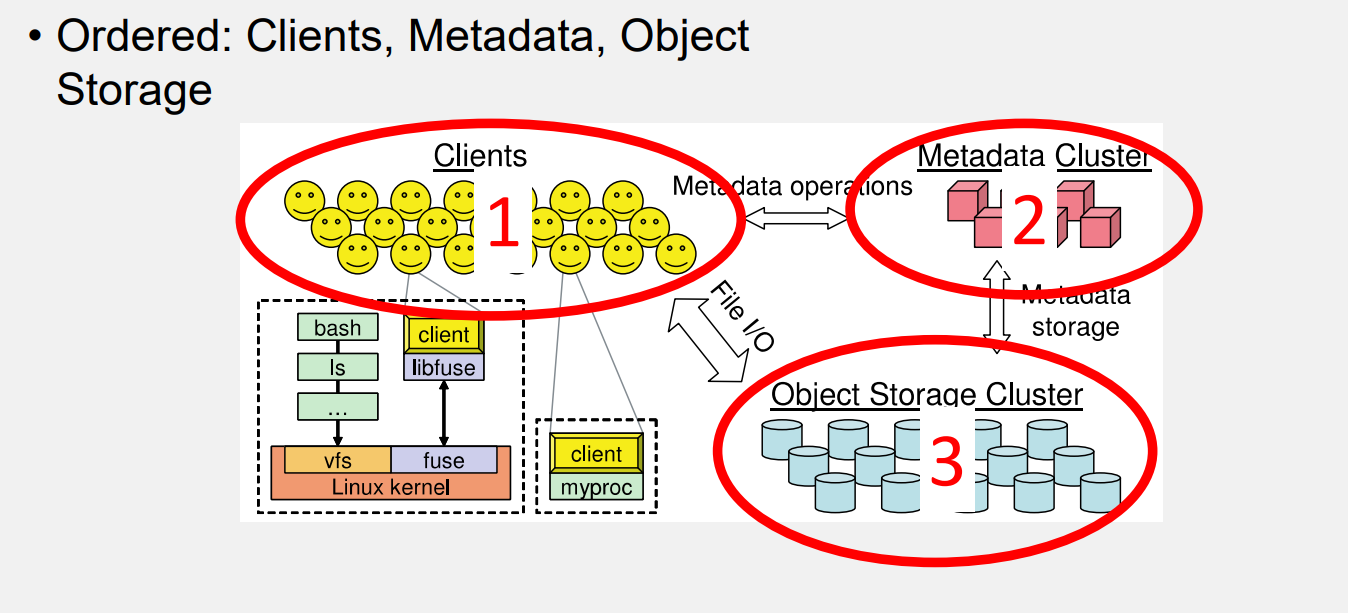 • Ordered: Clients, Metadata, Object
Storage
Clients
1
Metadata operations
Metadata Cluster
2
File I/O
Metadata
storage
bash
ls
...
client
libfuse
vfs
fuse
Linux kernel
client
myproc
Object Storage Cluster
3